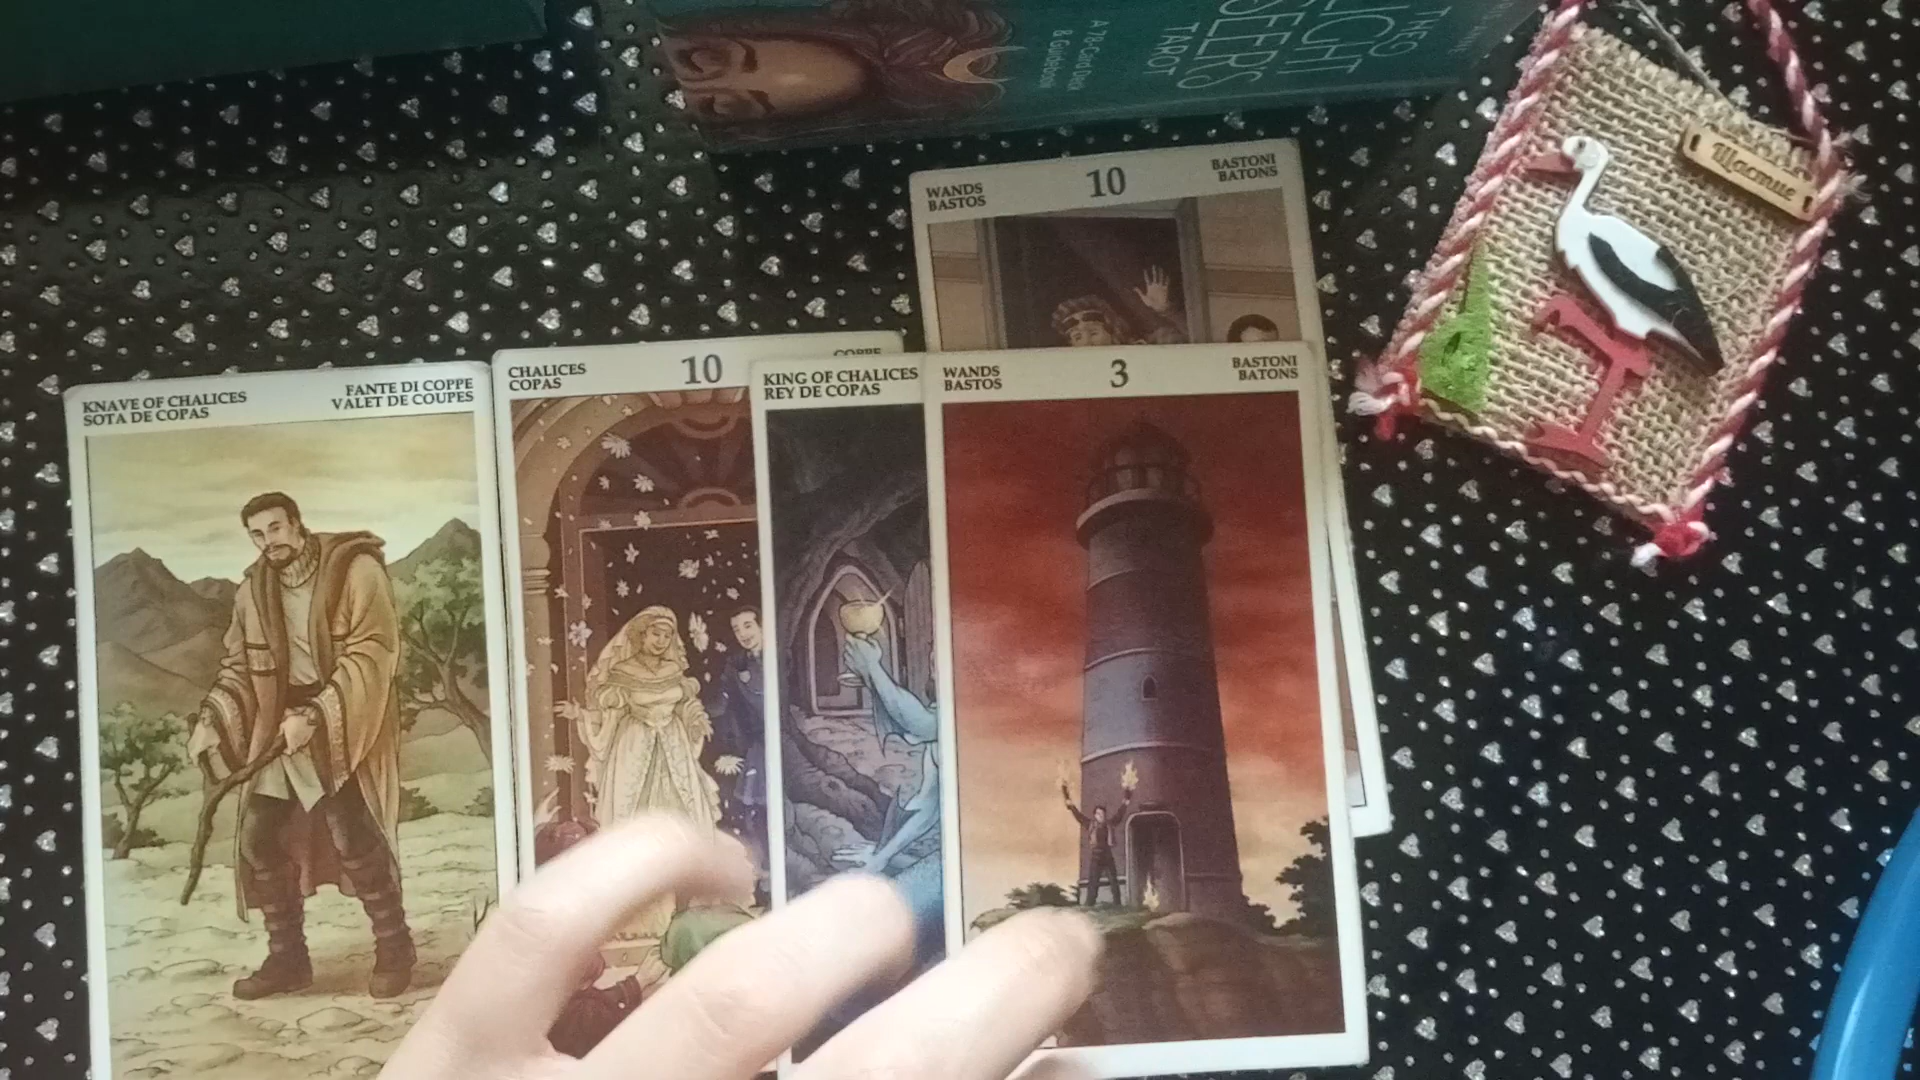 THE
LIGHT
SEER'S
TAROT
A 78-Card Deck
& Guidebook
Щастие
WANDS
BASTOS
10
BASTONI
BATONS
KNAVE OF CHALICES
SOTA DE COPAS
FANTE DI COPPE
VALET DE COUPES
CHALICES
COPAS
10
COPPE
KING OF CHALICES
REY DE COPAS
WANDS
BASTOS
3
BASTONI
BATONS